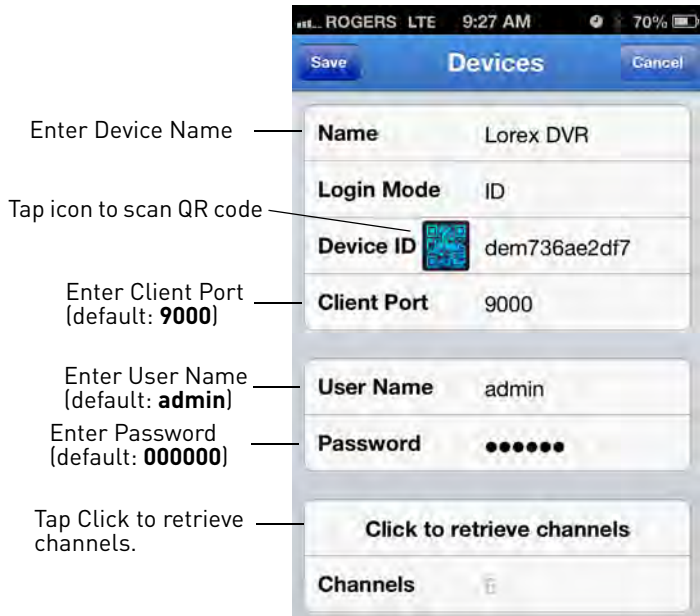 ROGERS LTE 9:27 AM 70%
Save Devices Cancel
Enter Device Name
Name Lorex DVR
Login Mode ID
Tap icon to scan QR code
Device ID dem736ae2df7
Enter Client Port
(default: 9000)
Client Port 9000
Enter User Name
(default: admin)
User Name admin
Enter Password
(default: 000000)
Password ●●●●●●
Tap Click to retrieve
channels.
Click to retrieve channels
Channels